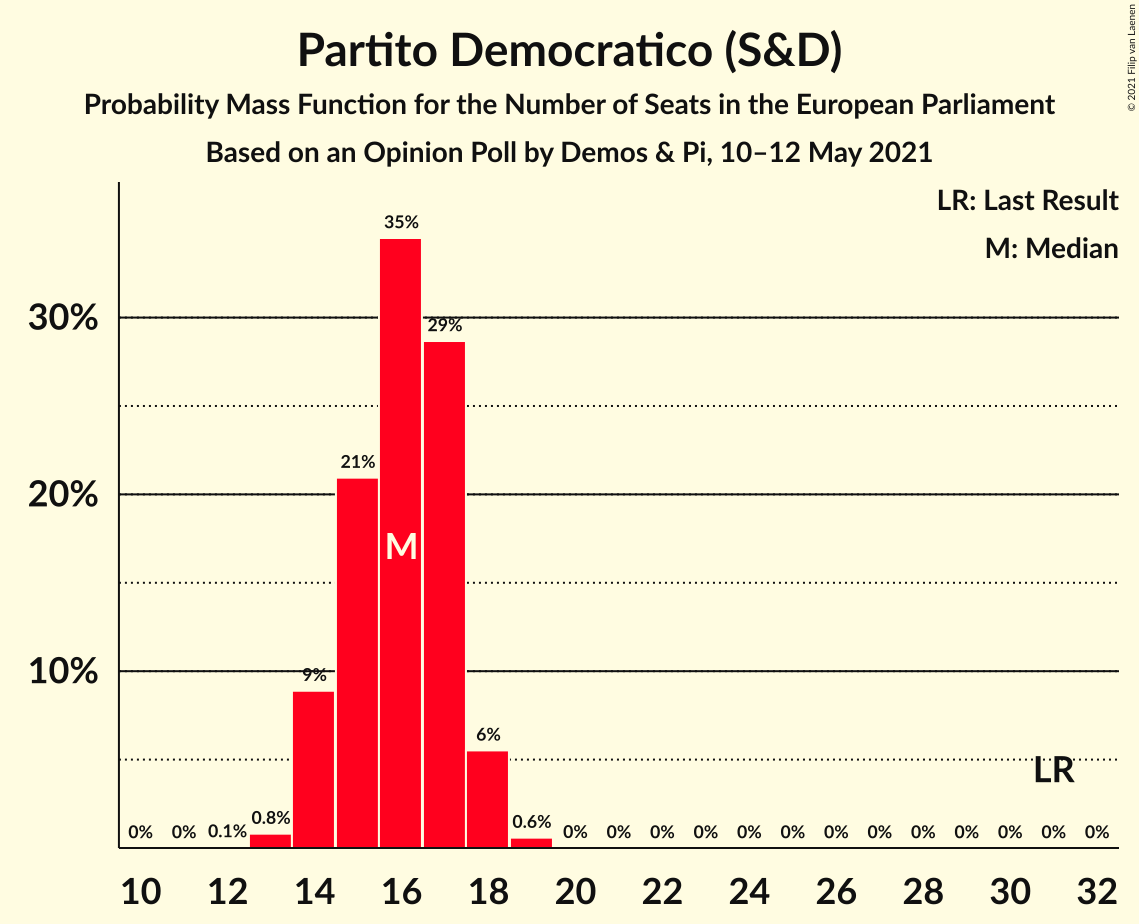 Partito Democratico (S&D)
Probability Mass Function for the Number of Seats in the European Parliament
Based on an Opinion Poll by Demos & Pi, 10–12 May 2021
© 2021 Filip van Laenen
LR: Last Result
M: Median
30%
20%
10%
0% 0% 0.1% 0.8% 9% 21% 35% 29% 6% 0.6% 0% 0% 0% 0% 0% 0% 0% 0% 0% 0% 0% 0% 0%
M
LR
10 12 14 16 18 20 22 24 26 28 30 32